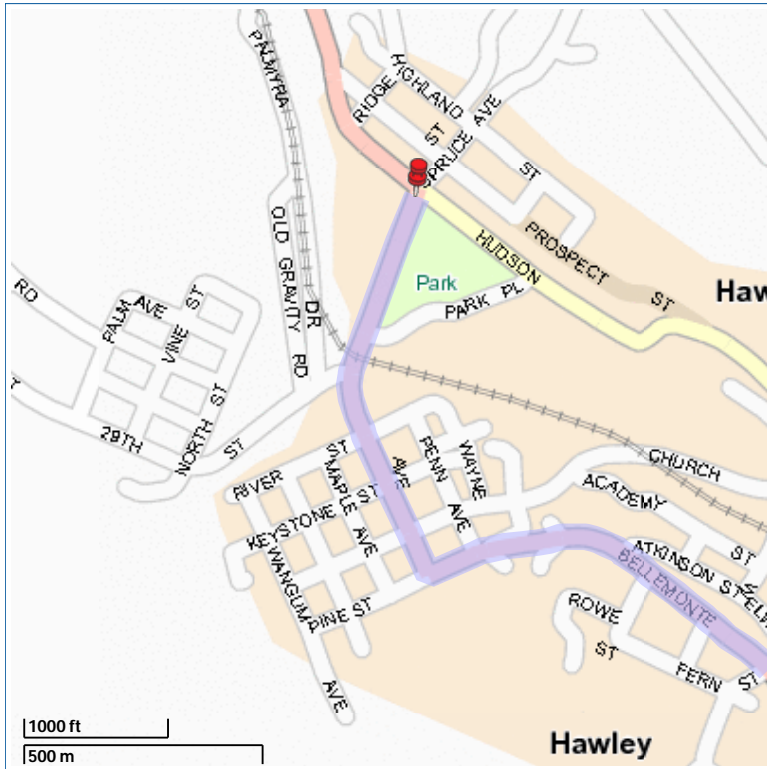 PALMYRA
DR
HIGHLAND
ST
RIDGE
ST
SPRUCE AVE
OLD GRAVITY RD
HUDSON
PROSPECT ST
Park
PARK PL
RD
PALM AVE
VINE ST
NORTH ST
29TH ST
RIVER ST
MAPLE AVE
AVE
PENN AVE
WAYNE
KEYSTONE ST
WANGUM AVE
PINE ST
CHURCH
ACADEMY ST
ATKINSON ST
BELLEMONTE
ROWE ST
FERN ST
Haw
Hawley
1000 ft
500 m